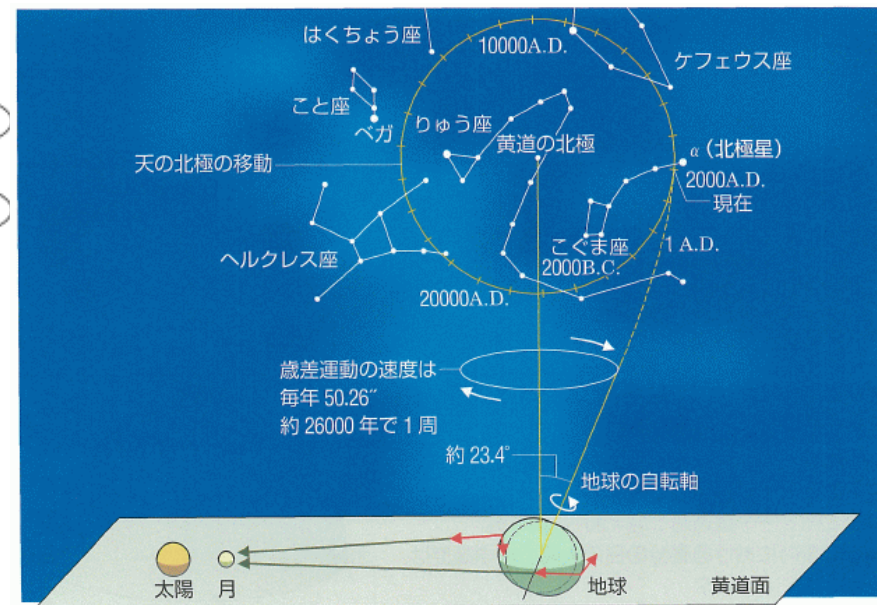 はくちょう座
10000A.D.
ケフェウス座
こと座
ベガ
りゅう座
黄道の北極
α（北極星）
天の北極の移動
2000A.D.
現在
こぐま座
1 A.D.
ヘルクレス座
2000B.C.
20000A.D.
歳差運動の速度は
毎年 50.26″
約 26000 年で 1 周
約 23.4°
地球の自転軸
太陽
月
地球
黄道面